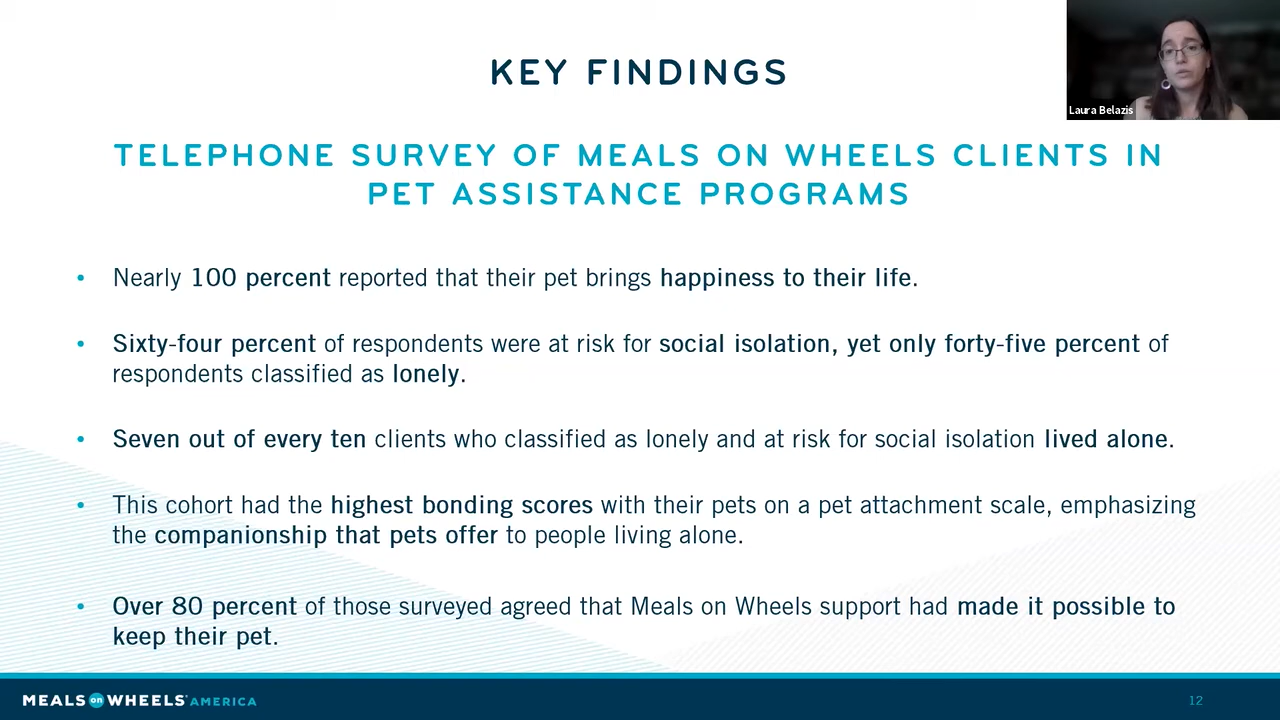 KEY FINDINGS
Laura Belazis
TELEPHONE SURVEY OF MEALS ON WHEELS CLIENTS IN
PET ASSISTANCE PROGRAMS
• Nearly 100 percent reported that their pet brings happiness to their life.
• Sixty-four percent of respondents were at risk for social isolation, yet only forty-five percent of
respondents classified as lonely.
• Seven out of every ten clients who classified as lonely and at risk for social isolation lived alone.
• This cohort had the highest bonding scores with their pets on a pet attachment scale, emphasizing
the companionship that pets offer to people living alone.
• Over 80 percent of those surveyed agreed that Meals on Wheels support had made it possible to
keep their pet.
MEALS on WHEELS AMERICA
12